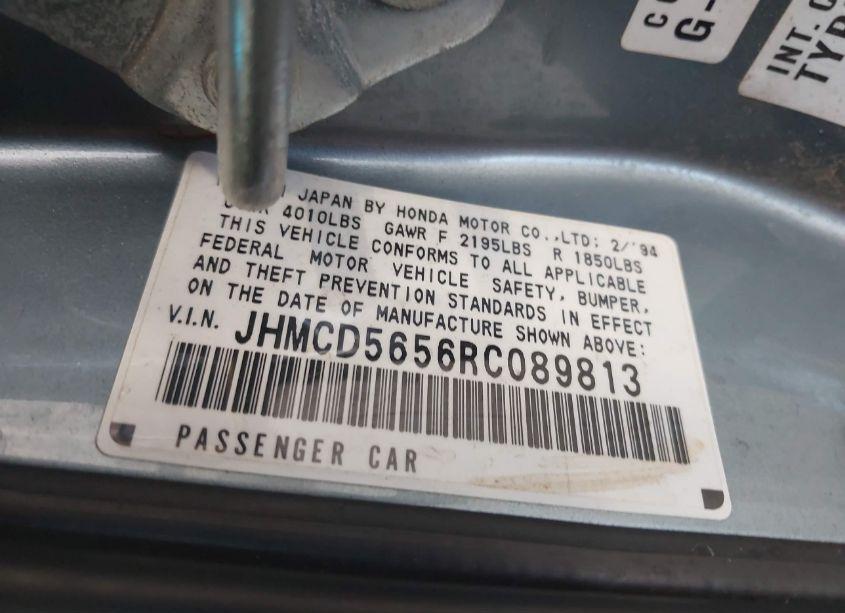 JAPAN BY HONDA MOTOR CO.,LTD: 2/'94
4010LBS GAWR F 2195LBS R 1850LBS
THIS VEHICLE CONFORMS TO ALL APPLICABLE
FEDERAL MOTOR VEHICLE SAFETY, BUMPER,
AND THEFT PREVENTION STANDARDS IN EFFECT
ON THE DATE OF MANUFACTURE SHOWN ABOVE:
V.I.N. JHMCD5656RC089813
PASSENGER CAR
G-
INT.